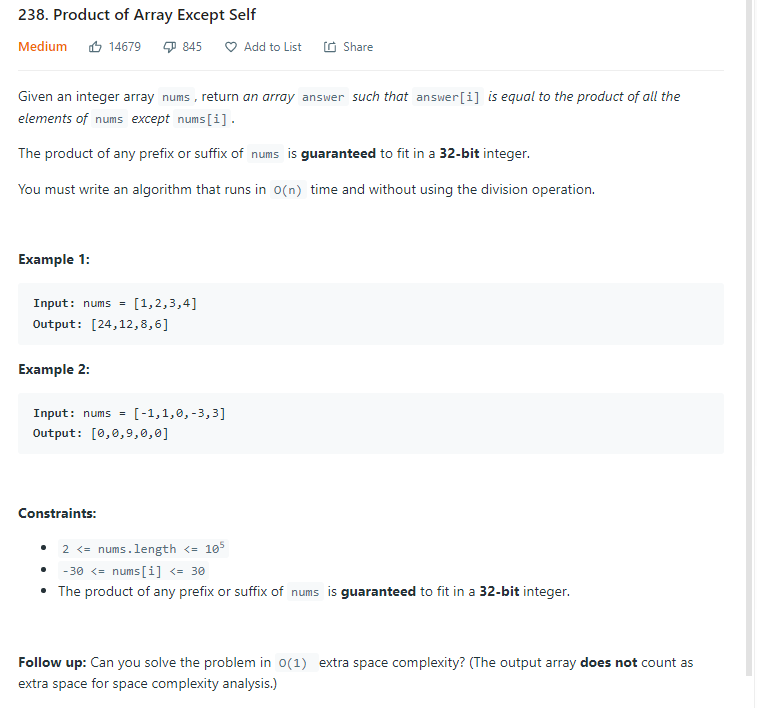 238. Product of Array Except Self
Medium 14679 845 Add to List Share
Given an integer array nums, return an array answer such that answer[i] is equal to the product of all the
elements of nums except nums[i].
The product of any prefix or suffix of nums is guaranteed to fit in a 32-bit integer.
You must write an algorithm that runs in O(n) time and without using the division operation.
Example 1:
Input: nums = [1,2,3,4]
Output: [24,12,8,6]
Example 2:
Input: nums = [-1,1,0,-3,3]
Output: [0,0,9,0,0]
Constraints:
• 2 <= nums.length <= 10⁵
• -30 <= nums[i] <= 30
• The product of any prefix or suffix of nums is guaranteed to fit in a 32-bit integer.
Follow up: Can you solve the problem in O(1) extra space complexity? (The output array does not count as
extra space for space complexity analysis.)